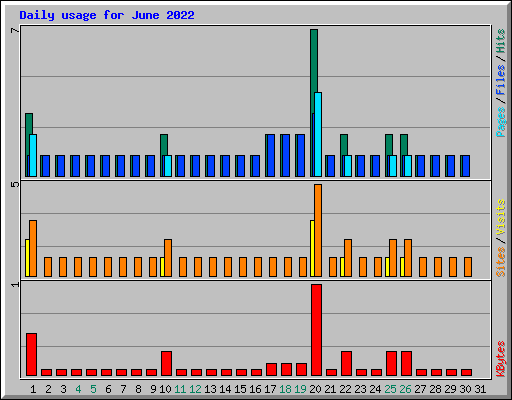 Daily usage for June 2022
7
Pages / Files / Hits
5
Sites / Visits
1
KBytes
1 2 3 4 5 6 7 8 9 10 11 12 13 14 15 16 17 18 19 20 21 22 23 24 25 26 27 28 29 30 31